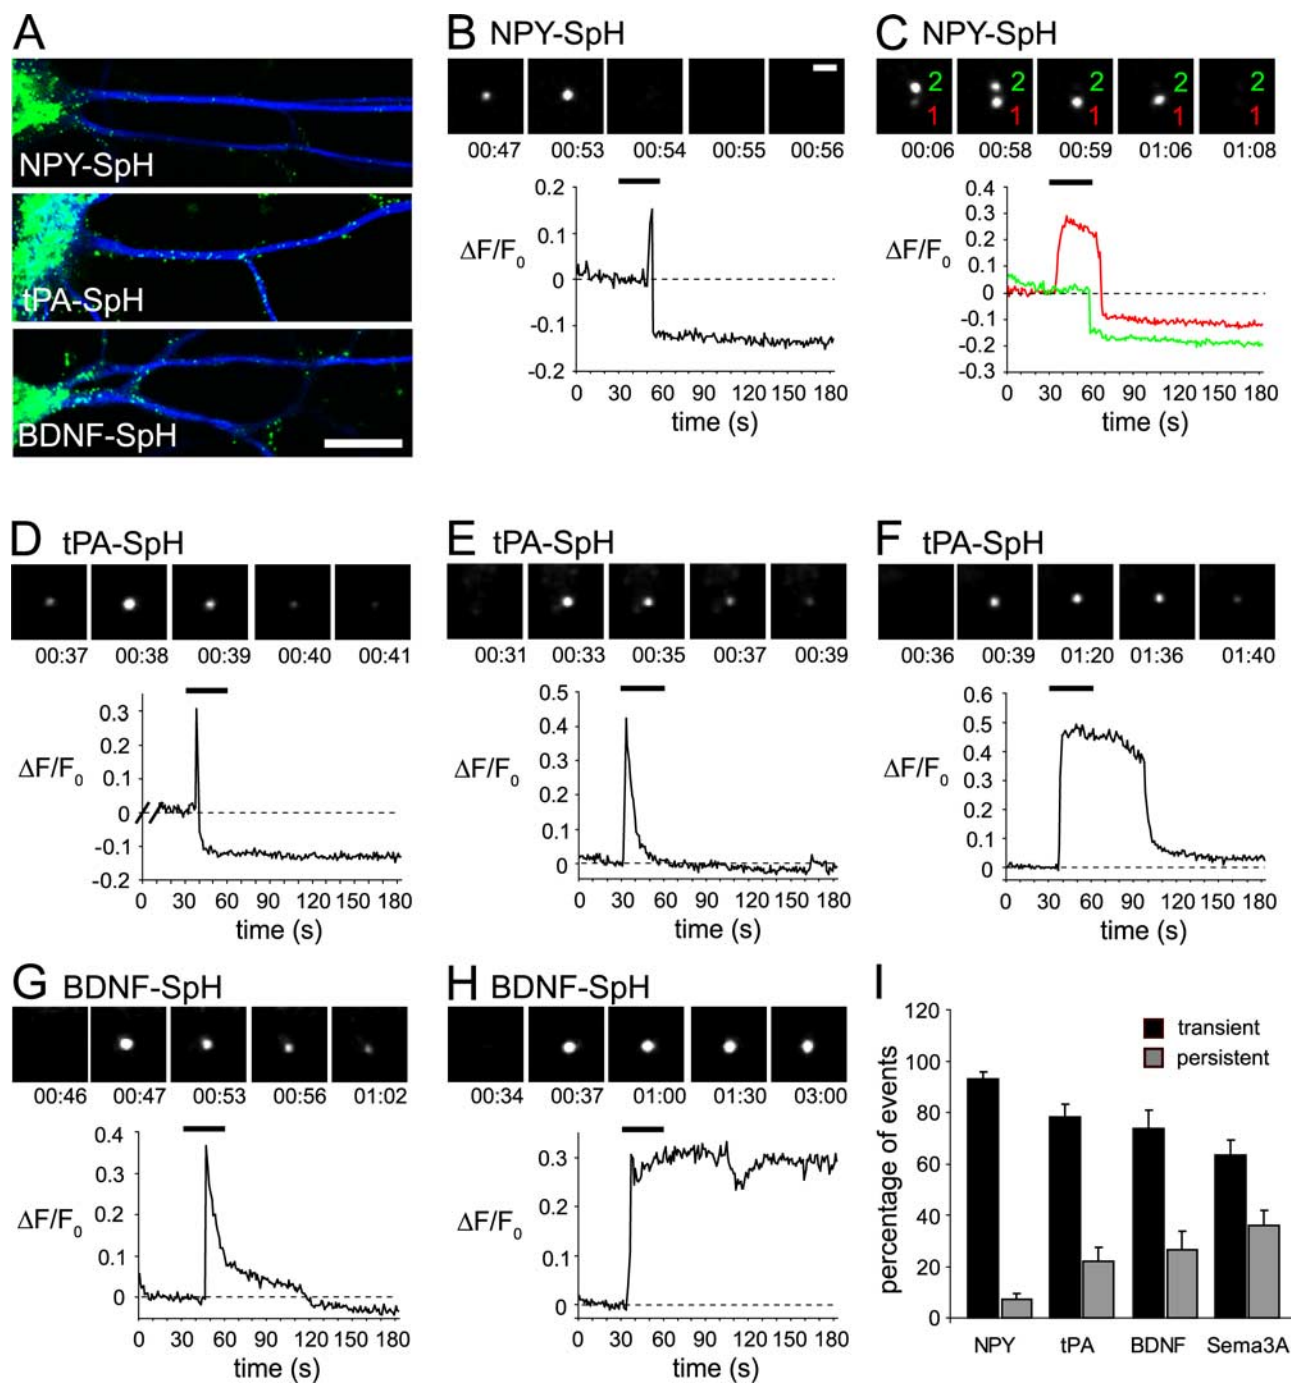 A
NPY-SpH
tPA-SpH
BDNF-SpH
B NPY-SpH
00:47 00:53 00:54 00:55 00:56
0.2
0.1
0
-0.1
-0.2
ΔF/F0
0 30 60 90 120 150 180
time (s)
C NPY-SpH
2 2 2 2 2
1 1 1 1 1
00:06 00:58 00:59 01:06 01:08
0.4
0.3
0.2
0.1
0
-0.1
-0.2
-0.3
ΔF/F0
0 30 60 90 120 150 180
time (s)
D tPA-SpH
00:37 00:38 00:39 00:40 00:41
0.3
0.2
0.1
0
-0.1
-0.2
ΔF/F0
0 30 60 90 120 150 180
time (s)
E tPA-SpH
00:31 00:33 00:35 00:37 00:39
0.5
0.4
0.3
0.2
0.1
0
ΔF/F0
0 30 60 90 120 150 180
time (s)
F tPA-SpH
00:36 00:39 01:20 01:36 01:40
0.6
0.5
0.4
0.3
0.2
0.1
0
ΔF/F0
0 30 60 90 120 150 180
time (s)
G BDNF-SpH
00:46 00:47 00:53 00:56 01:02
0.4
0.3
0.2
0.1
0
ΔF/F0
0 30 60 90 120 150 180
time (s)
H BDNF-SpH
00:34 00:37 01:00 01:30 03:00
0.3
0.2
0.1
0
ΔF/F0
0 30 60 90 120 150 180
time (s)
I
120
100
80
60
40
20
0
percentage of events
transient
persistent
NPY tPA BDNF Sema3A